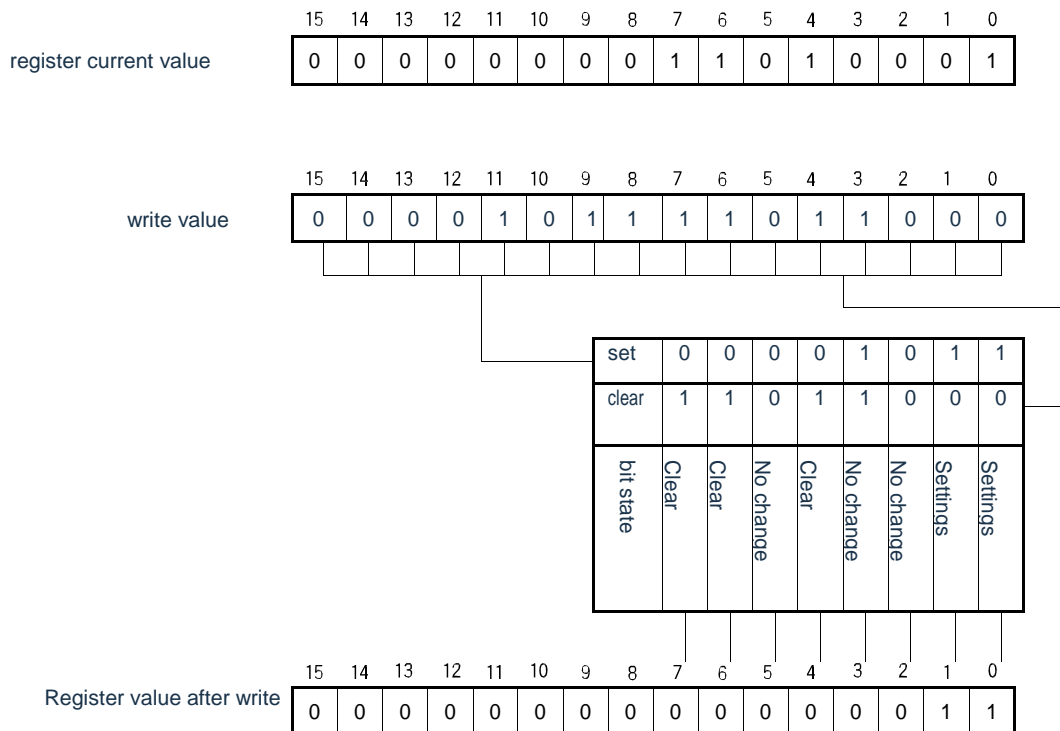 15 14 13 12 11 10 9 8 7 6 5 4 3 2 1 0
register current value 0 0 0 0 0 0 0 0 1 1 0 1 0 0 0 1
15 14 13 12 11 10 9 8 7 6 5 4 3 2 1 0
write value 0 0 0 0 1 0 1 1 1 1 0 1 1 0 0 0
set 0 0 0 0 1 0 1 1
clear 1 1 0 1 1 0 0 0
bit state Clear Clear No change Clear No change No change Settings Settings
15 14 13 12 11 10 9 8 7 6 5 4 3 2 1 0
Register value after write 0 0 0 0 0 0 0 0 0 0 0 0 0 0 1 1